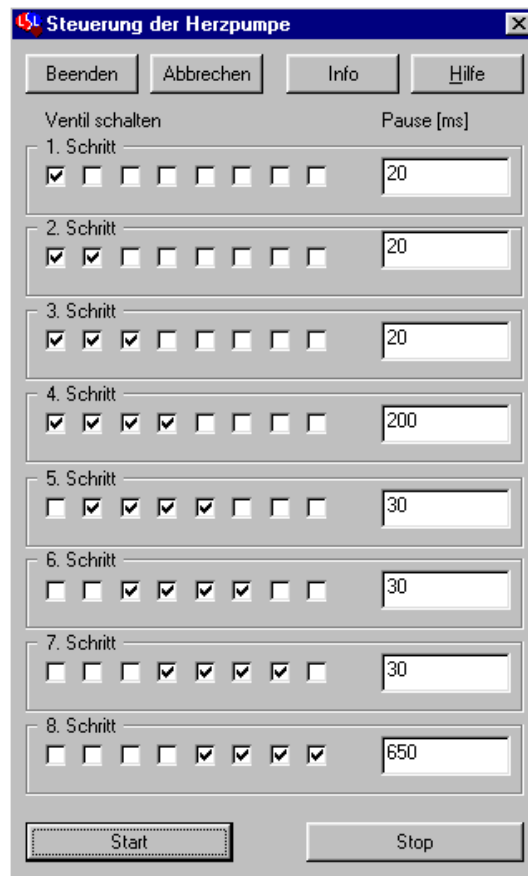 LSL Steuerung der Herzpumpe
Beenden Abbrechen Info Hilfe
Ventil schalten Pause [ms]
1. Schritt
20
2. Schritt
20
3. Schritt
20
4. Schritt
200
5. Schritt
30
6. Schritt
30
7. Schritt
30
8. Schritt
650
Start Stop